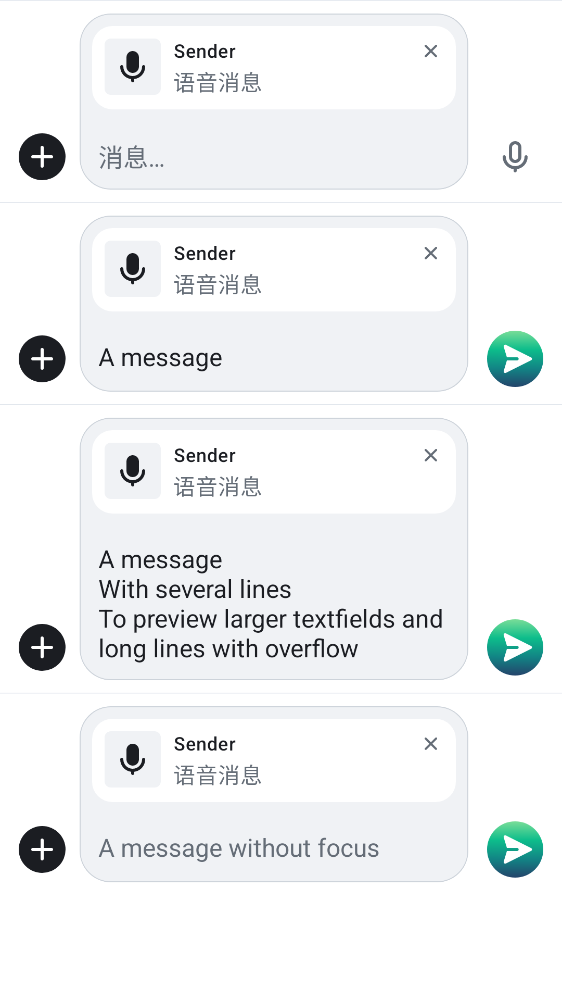 Sender
语音消息
消息…
Sender
语音消息
A message
Sender
语音消息
A message
With several lines
To preview larger textfields and
long lines with overflow
Sender
语音消息
A message without focus